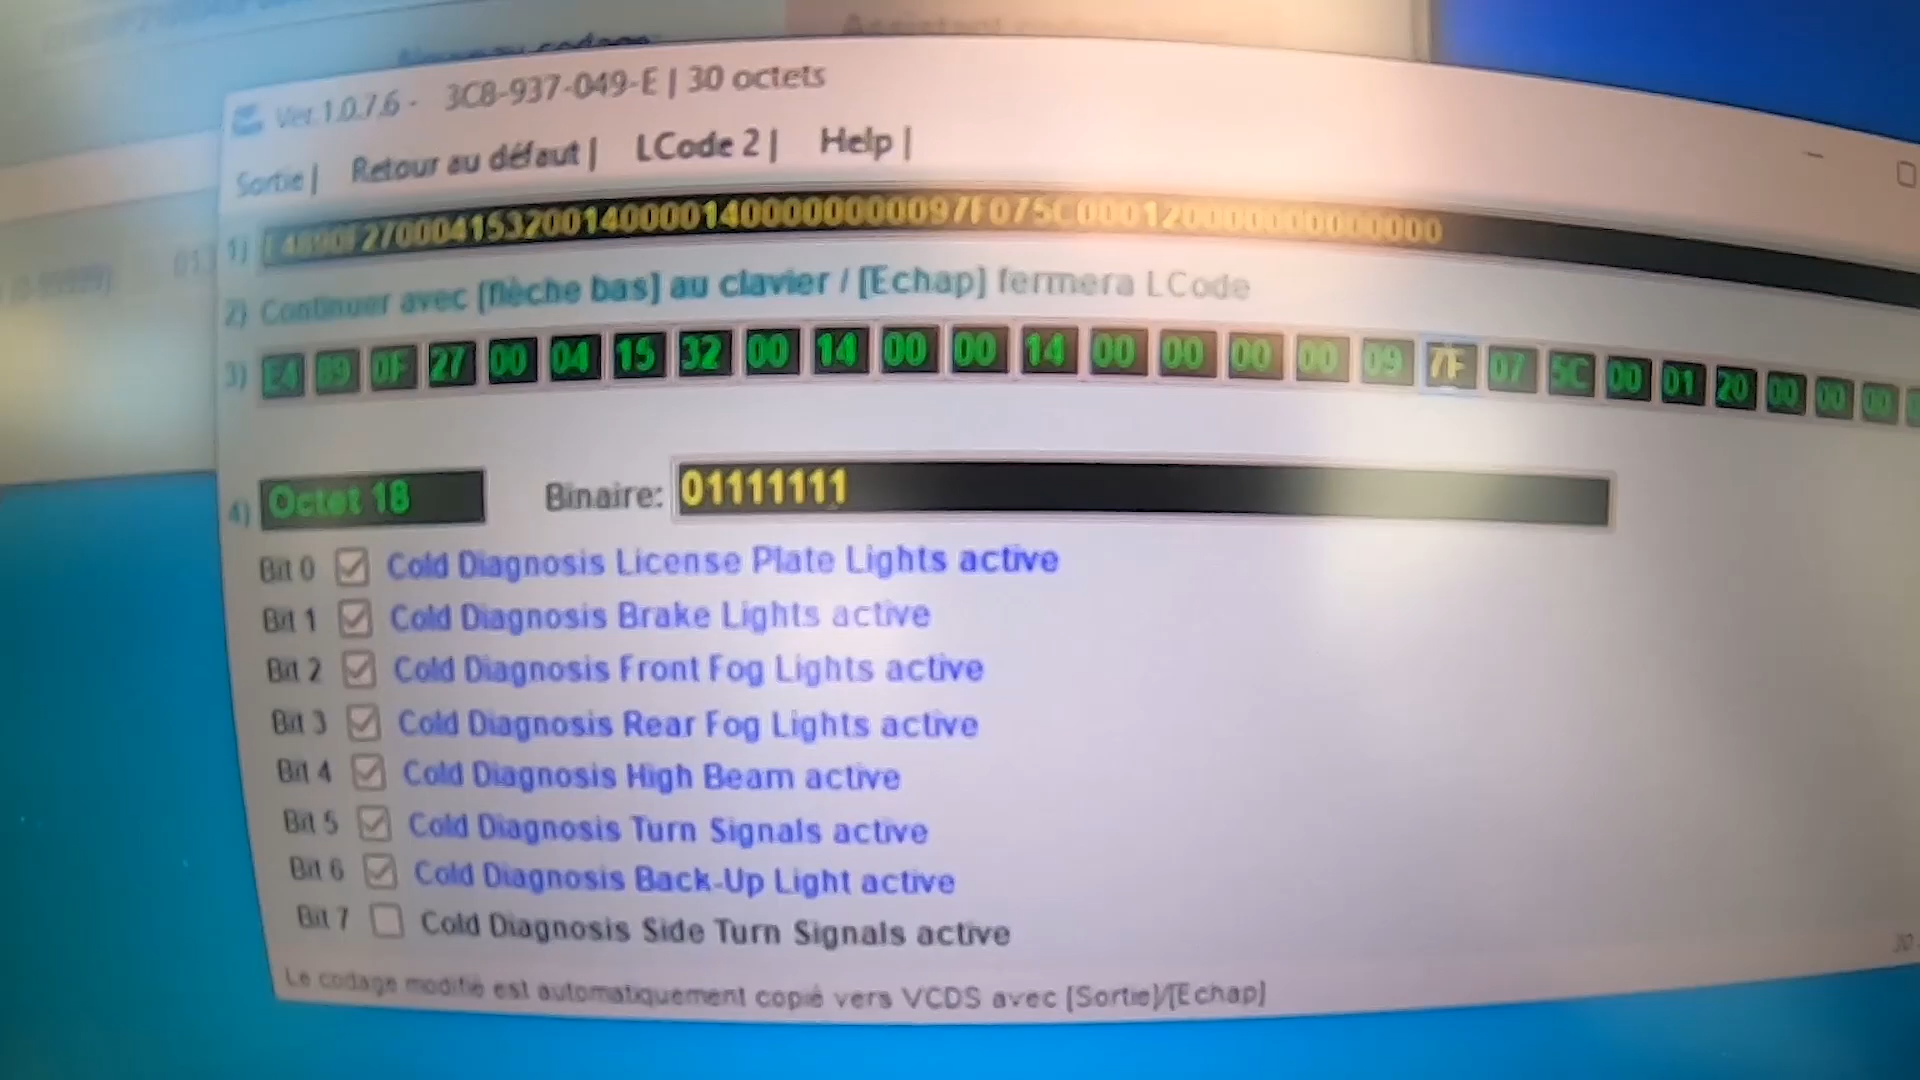 Nouveau codage
Assistant
Ver.1.0.7.6 - 3C8-937-049-E | 30 octets
Sortie | Retour au défaut | LCode 2 | Help |
1) E4890F270004153200140000140000000000097F075C00012000000000000000
2) Continuer avec [flèche bas] au clavier / [Echap] fermera LCode
3) E4 89 0F 27 00 04 15 32 00 14 00 00 14 00 00 00 00 09 7F 07 5C 00 01 20 00 00 00
4) Octet 18 Binaire: 01111111
Bit 0 Cold Diagnosis License Plate Lights active
Bit 1 Cold Diagnosis Brake Lights active
Bit 2 Cold Diagnosis Front Fog Lights active
Bit 3 Cold Diagnosis Rear Fog Lights active
Bit 4 Cold Diagnosis High Beam active
Bit 5 Cold Diagnosis Turn Signals active
Bit 6 Cold Diagnosis Back-Up Light active
Bit 7 Cold Diagnosis Side Turn Signals active
Le codage modifié est automatiquement copié vers VCDS avec [Sortie]/[Echap]